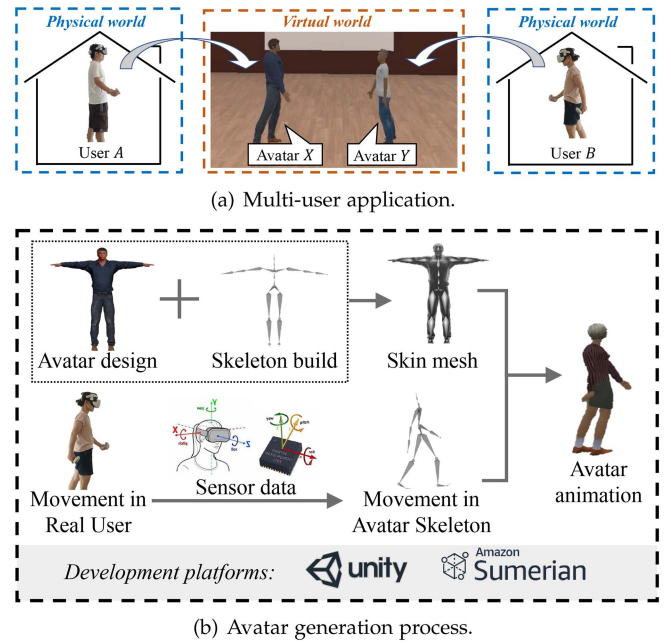 Physical world
Virtual world
Physical world
User A
Avatar X
Avatar Y
User B
(a) Multi-user application.
Avatar design
Skeleton build
Skin mesh
Movement in
Real User
Sensor data
Movement in
Avatar Skeleton
Avatar
animation
Development platforms:
unity
Amazon
Sumerian
(b) Avatar generation process.